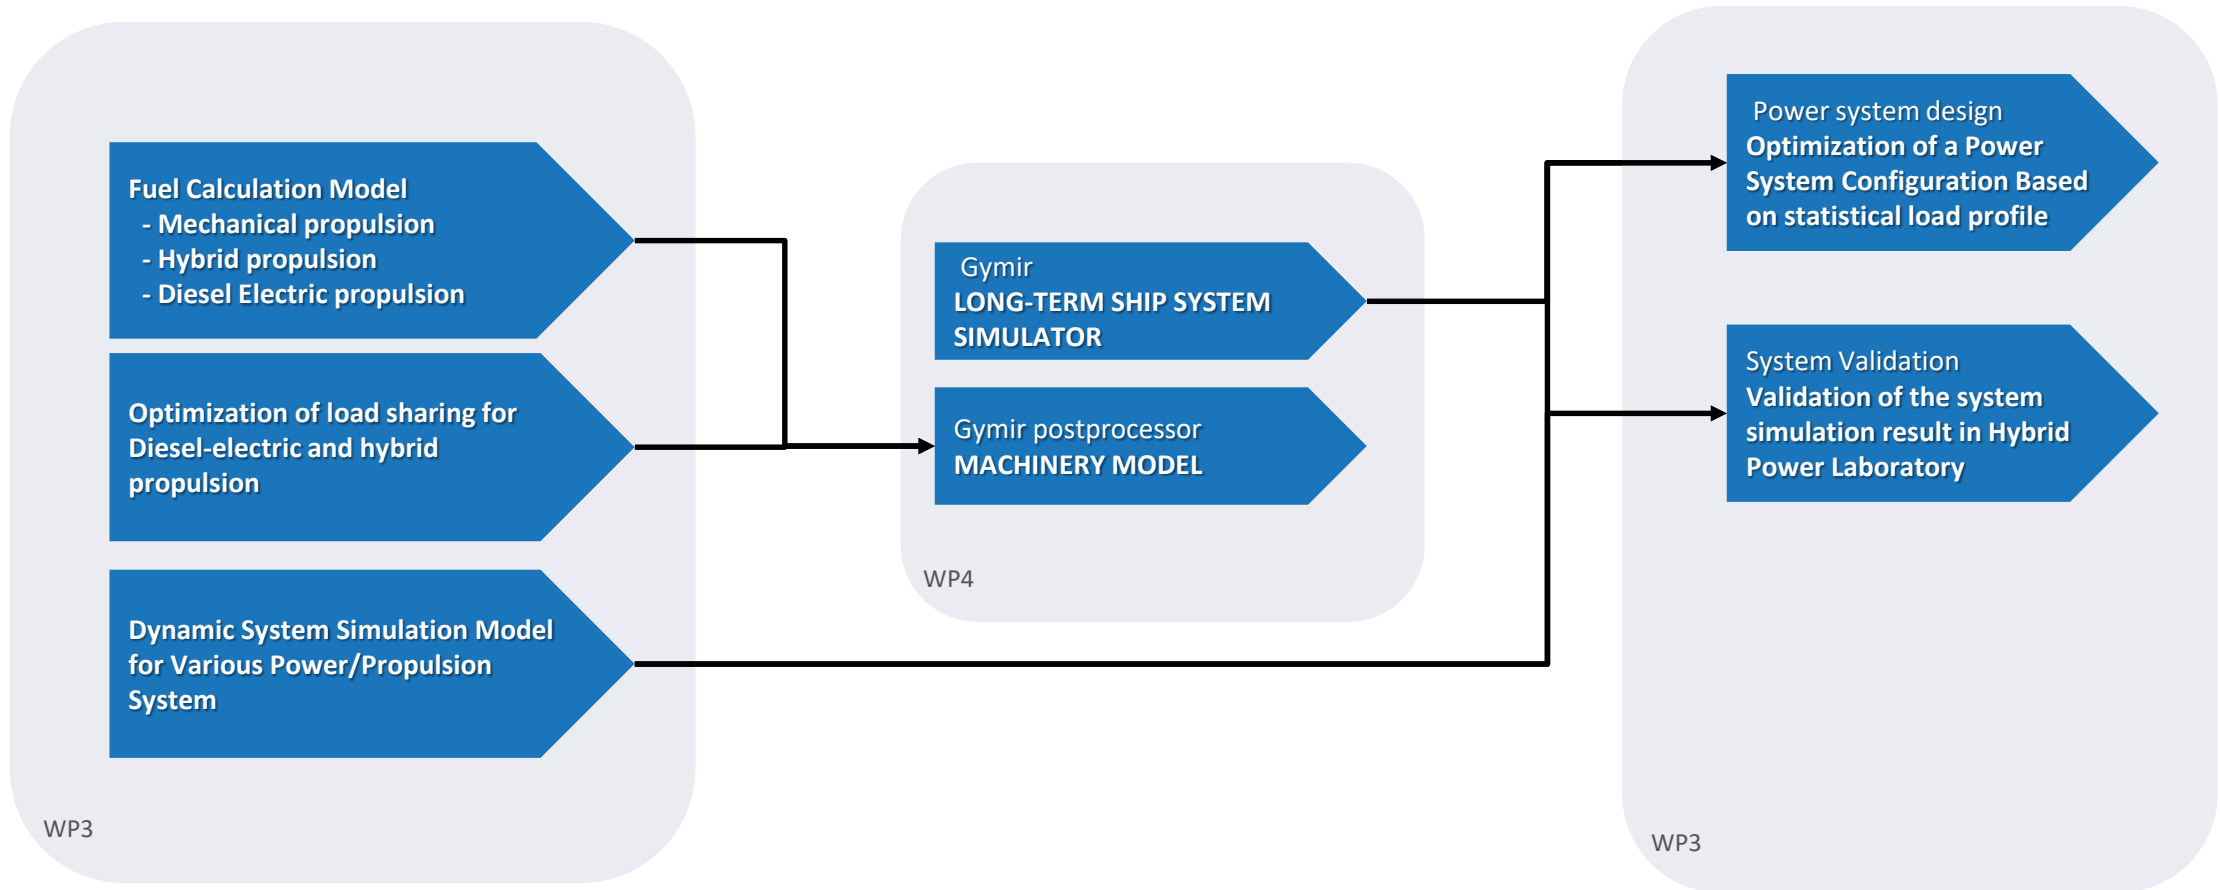 Fuel Calculation Model
- Mechanical propulsion
- Hybrid propulsion
- Diesel Electric propulsion
Optimization of load sharing for
Diesel-electric and hybrid
propulsion
Dynamic System Simulation Model
for Various Power/Propulsion
System
WP3
Gymir
LONG-TERM SHIP SYSTEM
SIMULATOR
Gymir postprocessor
MACHINERY MODEL
WP4
Power system design
Optimization of a Power
System Configuration Based
on statistical load profile
System Validation
Validation of the system
simulation result in Hybrid
Power Laboratory
WP3